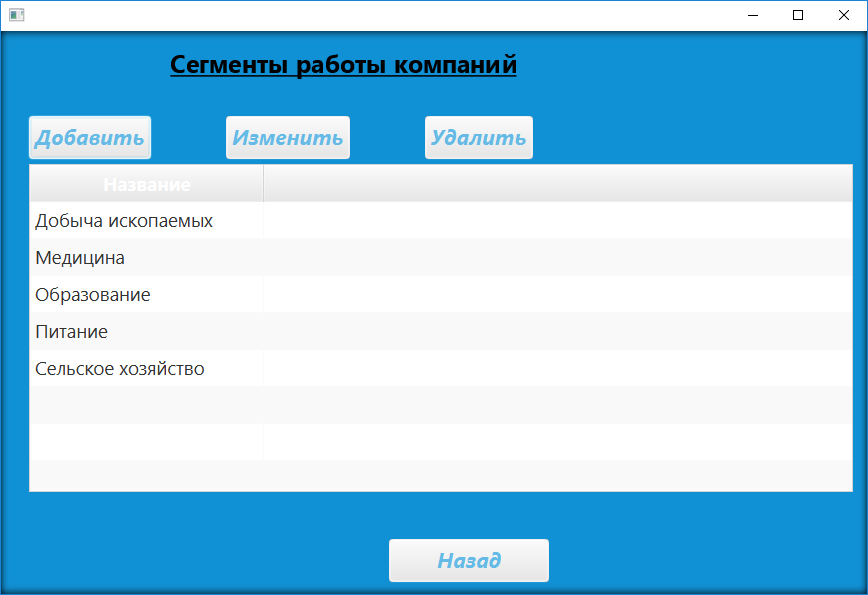 Сегменты работы компаний
Добавить Изменить Удалить
Название
Добыча ископаемых
Медицина
Образование
Питание
Сельское хозяйство
Назад